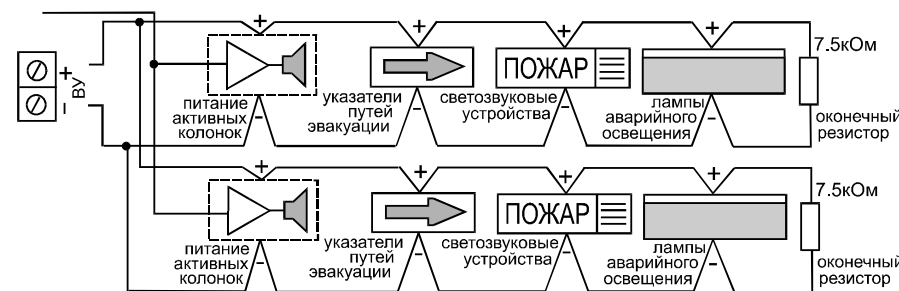 +
ВУ
-
+
+
+
+
ПОЖАР
7.5кОм
питание
активных
колонок
-
указатели
путей
эвакуации
-
светозвуковые
устройства
-
лампы
аварийного
освещения
-
оконечный
резистор
+
+
+
+
ПОЖАР
7.5кОм
питание
активных
колонок
-
указатели
путей
эвакуации
-
светозвуковые
устройства
-
лампы
аварийного
освещения
-
оконечный
резистор